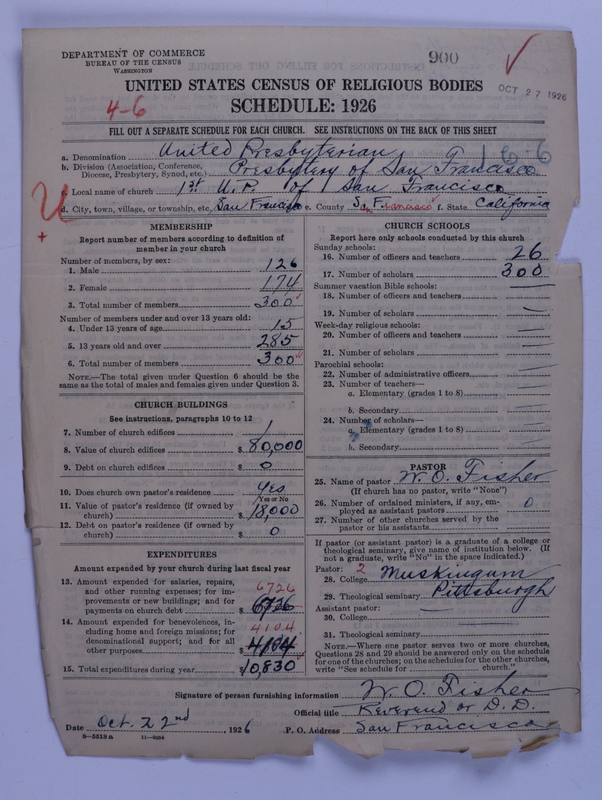 DEPARTMENT OF COMMERCE
BUREAU OF THE CENSUS
WASHINGTON
900
OCT 27 1926
UNITED STATES CENSUS OF RELIGIOUS BODIES
4-6
SCHEDULE: 1926
FILL OUT A SEPARATE SCHEDULE FOR EACH CHURCH. SEE INSTRUCTIONS ON THE BACK OF THIS SHEET
a. Denomination United Presbyterian
b. Division (Association, Conference, Diocese, Presbytery, Synod, etc.) Presbytery of San Francisco
c. Local name of church 1st U.P. of San Francisco
d. City, town, village, or township, etc. San Francisco e. County San Francisco f. State California
MEMBERSHIP
Report number of members according to definition of
member in your church
Number of members, by sex:
1. Male 126
2. Female 174
3. Total number of members 300
Number of members under and over 13 years old:
4. Under 13 years of age 15
5. 13 years old and over 285
6. Total number of members 300
NOTE.—The total given under Question 6 should be the
same as the total of males and females given under Question 3.
CHURCH BUILDINGS
See instructions, paragraphs 10 to 12
7. Number of church edifices 1
8. Value of church edifices $ 80,000
9. Debt on church edifices $ 0
10. Does church own pastor's residence Yes
Yes or No
11. Value of pastor's residence (if owned by
church) $ 18,000
12. Debt on pastor's residence (if owned by
church) $ 0
EXPENDITURES
Amount expended by your church during last fiscal year
13. Amount expended for salaries, repairs,
and other running expenses; for im- 6726
provements or new buildings; and for
payments on church debt $ 6726
14. Amount expended for benevolences, in-
cluding home and foreign missions; for 4104
denominational support; and for all
other purposes $ 4104
15. Total expenditures during year $ 10,830
CHURCH SCHOOLS
Report here only schools conducted by this church
Sunday schools:
16. Number of officers and teachers 26
17. Number of scholars 300
Summer vacation Bible schools:
18. Number of officers and teachers
19. Number of scholars
Week-day religious schools:
20. Number of officers and teachers
21. Number of scholars
Parochial schools:
22. Number of administrative officers
23. Number of teachers—
a. Elementary (grades 1 to 8)
b. Secondary
24. Number of scholars—
a. Elementary (grades 1 to 8)
b. Secondary
PASTOR
25. Name of pastor W. O. Fisher
(If church has no pastor, write "None")
26. Number of ordained ministers, if any, em-
ployed as assistant pastors 0
27. Number of other churches served by the
pastor or his assistants
If pastor (or assistant pastor) is a graduate of a college or
theological seminary, give name of institution below. (If
not a graduate, write "No" in the space indicated.)
Pastor: 2
28. College Muskingum
29. Theological seminary Pittsburgh
Assistant pastor:
30. College
31. Theological seminary
NOTE.—Where one pastor serves two or more churches,
Questions 28 and 29 should be answered only on the schedule
for one of the churches; on the schedules for the other churches,
write "See schedule for church."
Signature of person furnishing information W. O. Fisher
Official title Reverend or D.D.
Date Oct. 22nd, 1926 P. O. Address San Francisco
8-5518a 11-9054